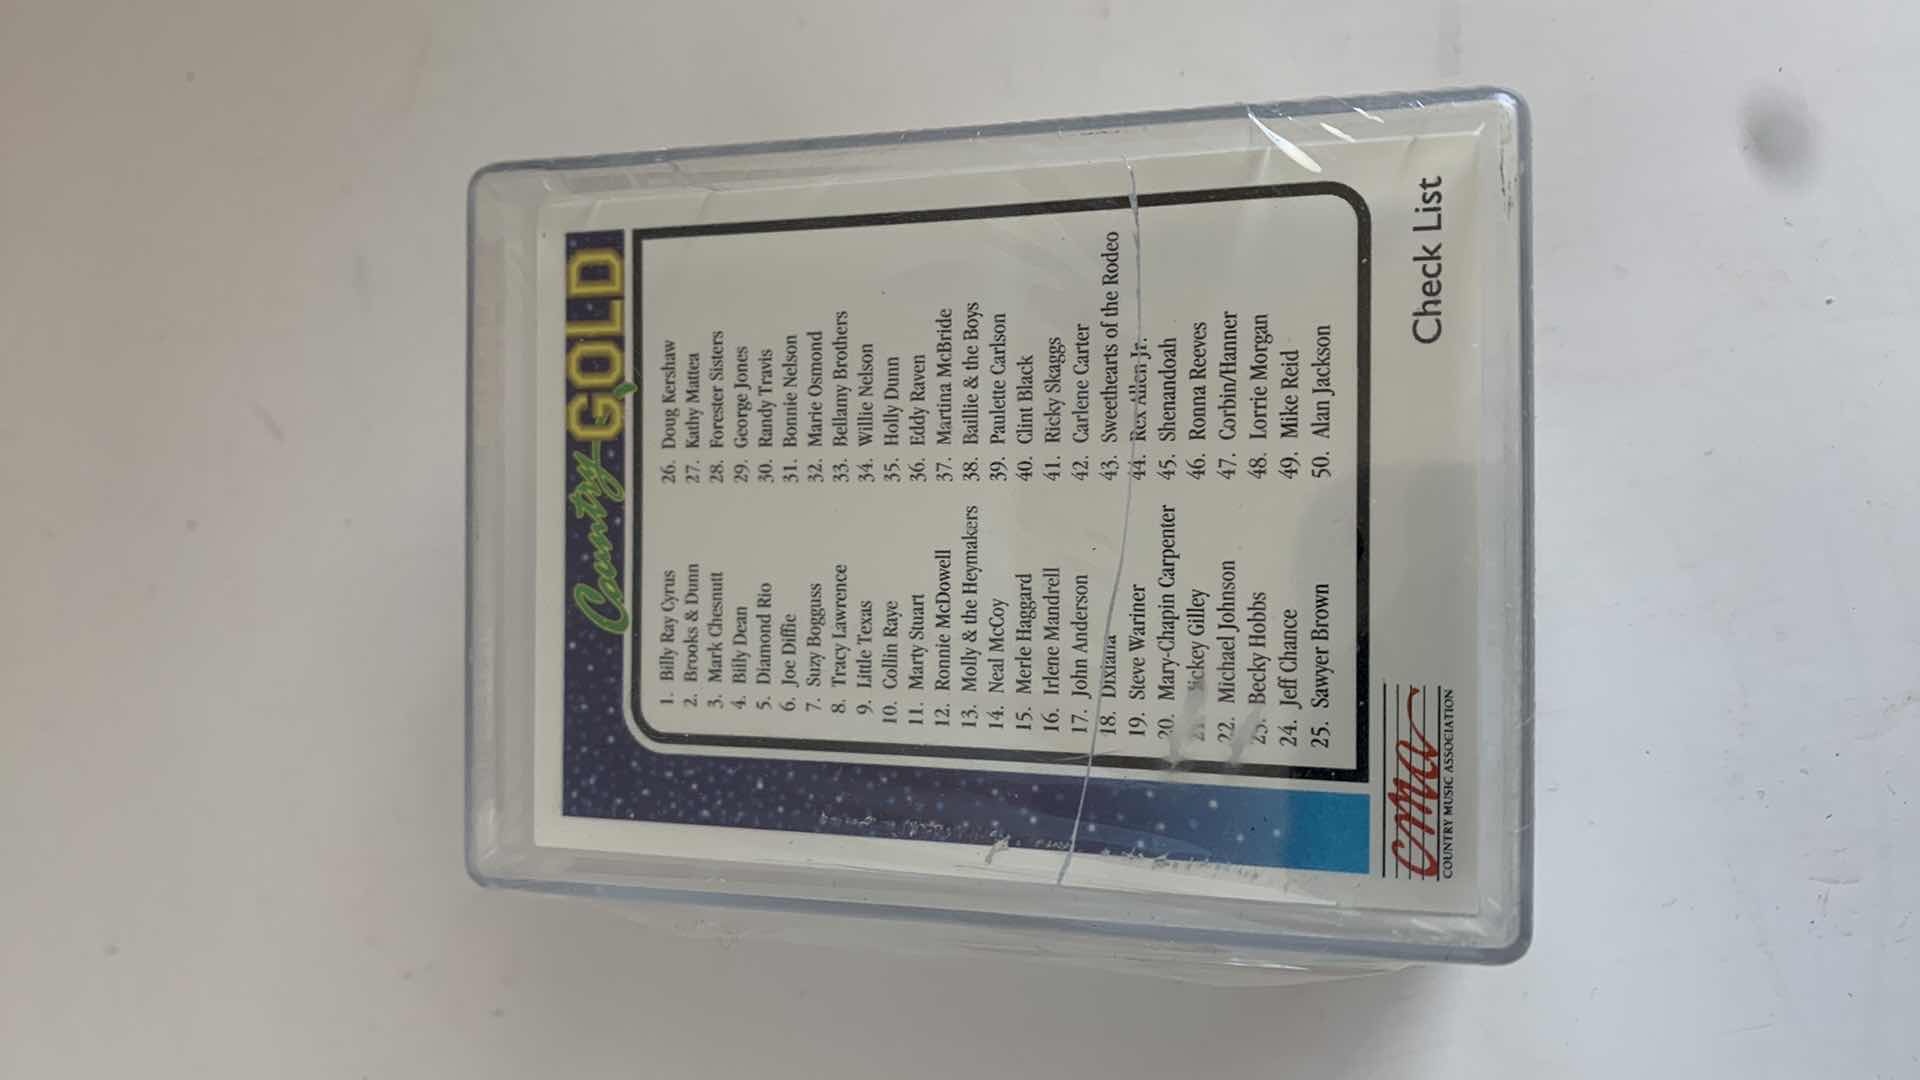 Country GOLD
1. Billy Ray Cyrus
2. Brooks & Dunn
3. Mark Chesnutt
4. Billy Dean
5. Diamond Rio
6. Joe Diffie
7. Suzy Bogguss
8. Tracy Lawrence
9. Little Texas
10. Collin Raye
11. Marty Stuart
12. Ronnie McDowell
13. Molly & the Heymakers
14. Neal McCoy
15. Merle Haggard
16. Irlene Mandrell
17. John Anderson
18. Dixiana
19. Steve Wariner
20. Mary-Chapin Carpenter
21. Gilley
22. Michael Johnson
23. Becky Hobbs
24. Jeff Chance
25. Sawyer Brown
26. Doug Kershaw
27. Kathy Mattea
28. Forester Sisters
29. George Jones
30. Randy Travis
31. Bonnie Nelson
32. Marie Osmond
33. Bellamy Brothers
34. Willie Nelson
35. Holly Dunn
36. Eddy Raven
37. Martina McBride
38. Baillie & the Boys
39. Paulette Carlson
40. Clint Black
41. Ricky Skaggs
42. Carlene Carter
43. Sweethearts of the Rodeo
44. Rex Allen Jr.
45. Shenandoah
46. Ronna Reeves
47. Corbin/Hanner
48. Lorrie Morgan
49. Mike Reid
50. Alan Jackson
CMA
COUNTRY MUSIC ASSOCIATION
Check List